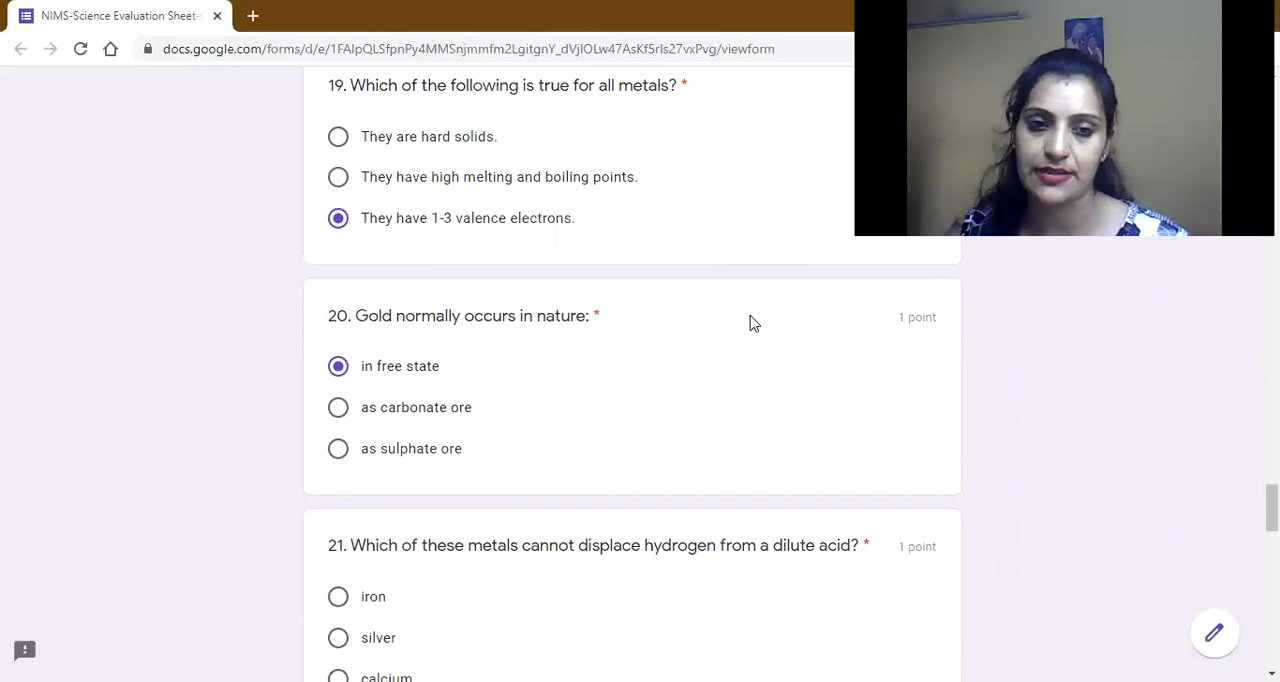 NIMS-Science Evaluation Sheet-
docs.google.com/forms/d/e/1FAIpQLSfpnPy4MMSnjmmfm2LgitgnY_dVjIOLw47AsKf5rIs27vxPvg/viewform
19. Which of the following is true for all metals? *
They are hard solids.
They have high melting and boiling points.
They have 1-3 valence electrons.
20. Gold normally occurs in nature: *
1 point
in free state
as carbonate ore
as sulphate ore
21. Which of these metals cannot displace hydrogen from a dilute acid? *
1 point
iron
silver
calcium